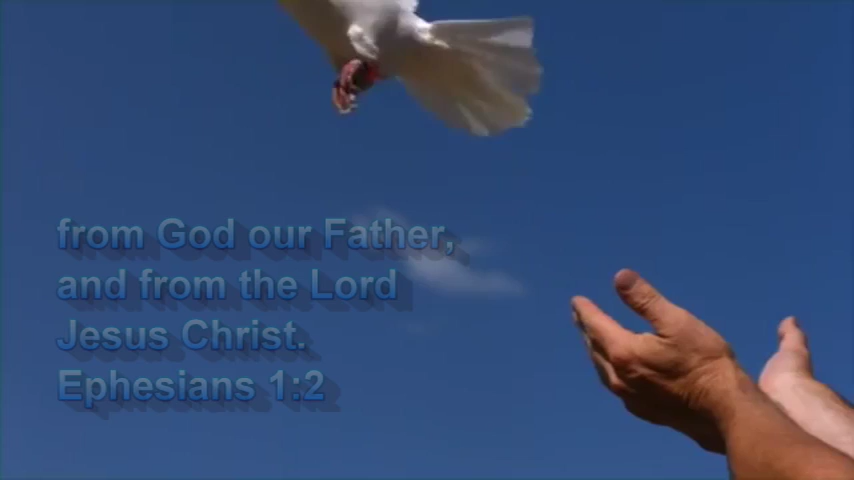 from God our Father,
and from the Lord
Jesus Christ.
Ephesians 1:2